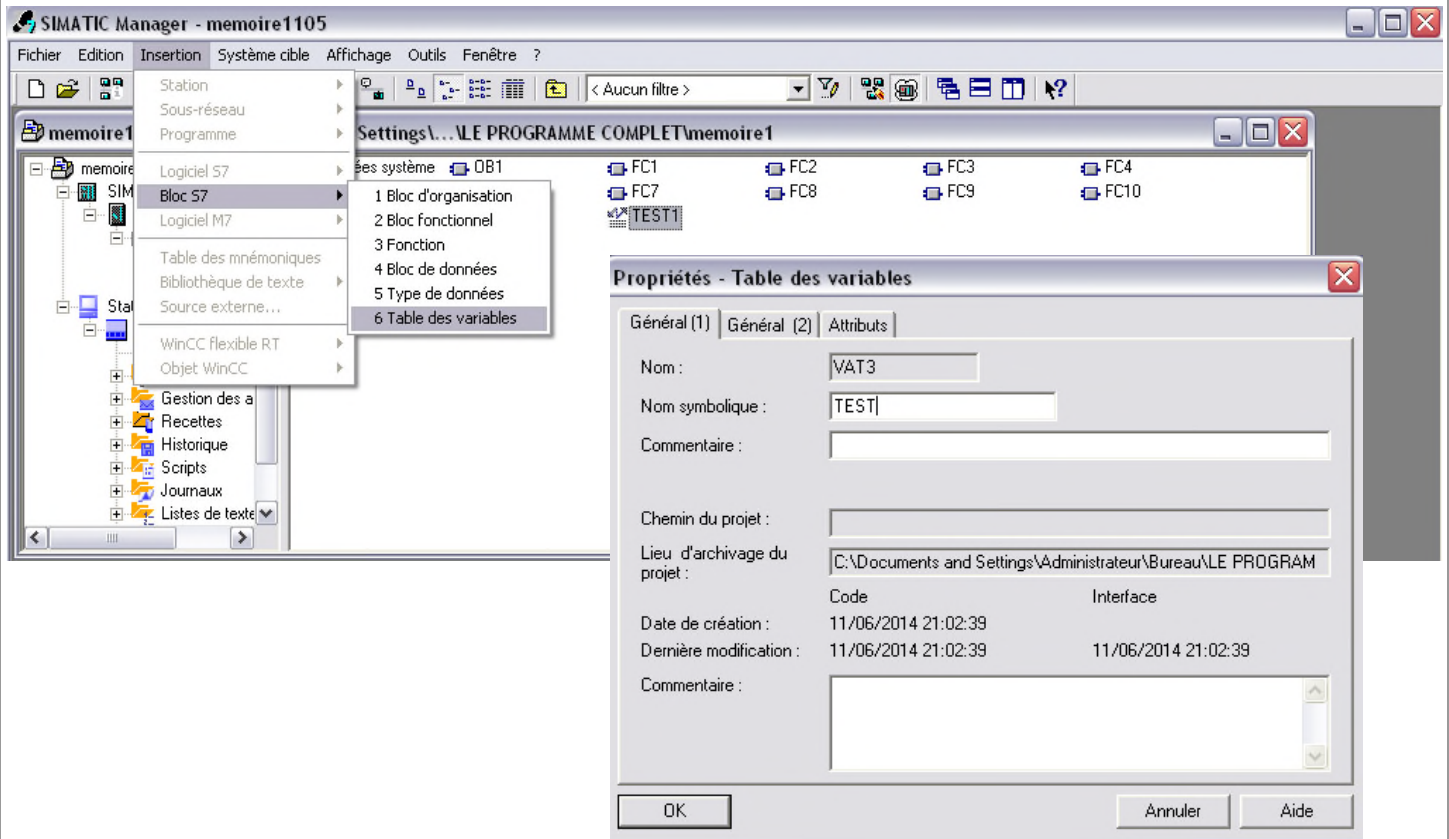 SIMATIC Manager - memoire1105
Fichier Edition Insertion Système cible Affichage Outils Fenêtre ?
< Aucun filtre >
Station
Sous-réseau
Programme
Logiciel S7
Bloc S7
Logiciel M7
Table des mnémoniques
Bibliothèque de texte
Source externe...
WinCC flexible RT
Objet WinCC
1 Bloc d'organisation
2 Bloc fonctionnel
3 Fonction
4 Bloc de données
5 Type de données
6 Table des variables
memoire1 Settings\...\LE PROGRAMME COMPLET\memoire1
memoire
SIM
Stat
Gestion des a
Recettes
Historique
Scripts
Journaux
Listes de texte
ées système OB1 FC1 FC2 FC3 FC4
FC7 FC8 FC9 FC10
TEST1
Propriétés - Table des variables
Général (1) Général (2) Attributs
Nom : VAT3
Nom symbolique : TEST
Commentaire :
Chemin du projet :
Lieu d'archivage du
projet : C:\Documents and Settings\Administrateur\Bureau\LE PROGRAM
Code Interface
Date de création : 11/06/2014 21:02:39
Dernière modification : 11/06/2014 21:02:39 11/06/2014 21:02:39
Commentaire :
OK Annuler Aide